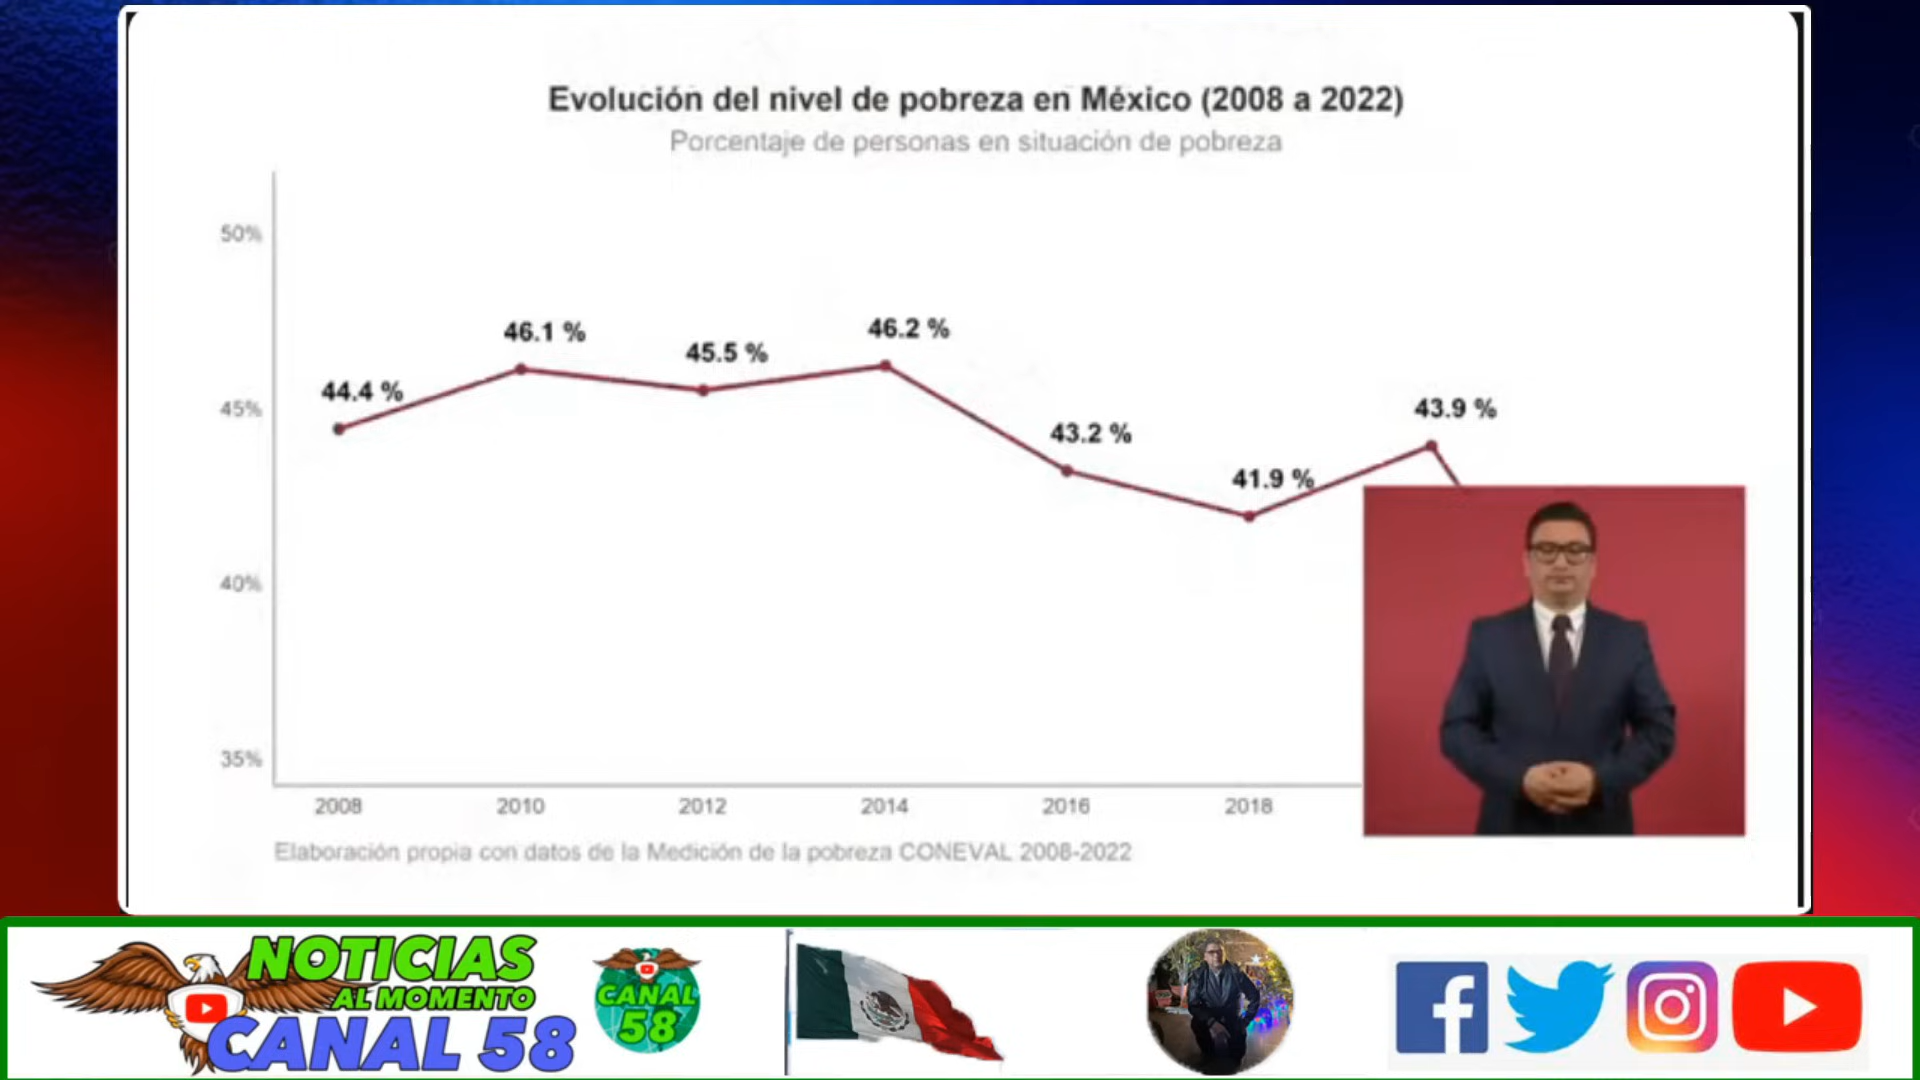 Evolución del nivel de pobreza en México (2008 a 2022)
Porcentaje de personas en situación de pobreza
50%
45%
40%
35%
44.4 %
46.1 %
45.5 %
46.2 %
43.2 %
41.9 %
43.9 %
2008 2010 2012 2014 2016 2018
Elaboración propia con datos de la Medición de la pobreza CONEVAL 2008-2022
NOTICIAS
AL MOMENTO
CANAL 58
CANAL
58